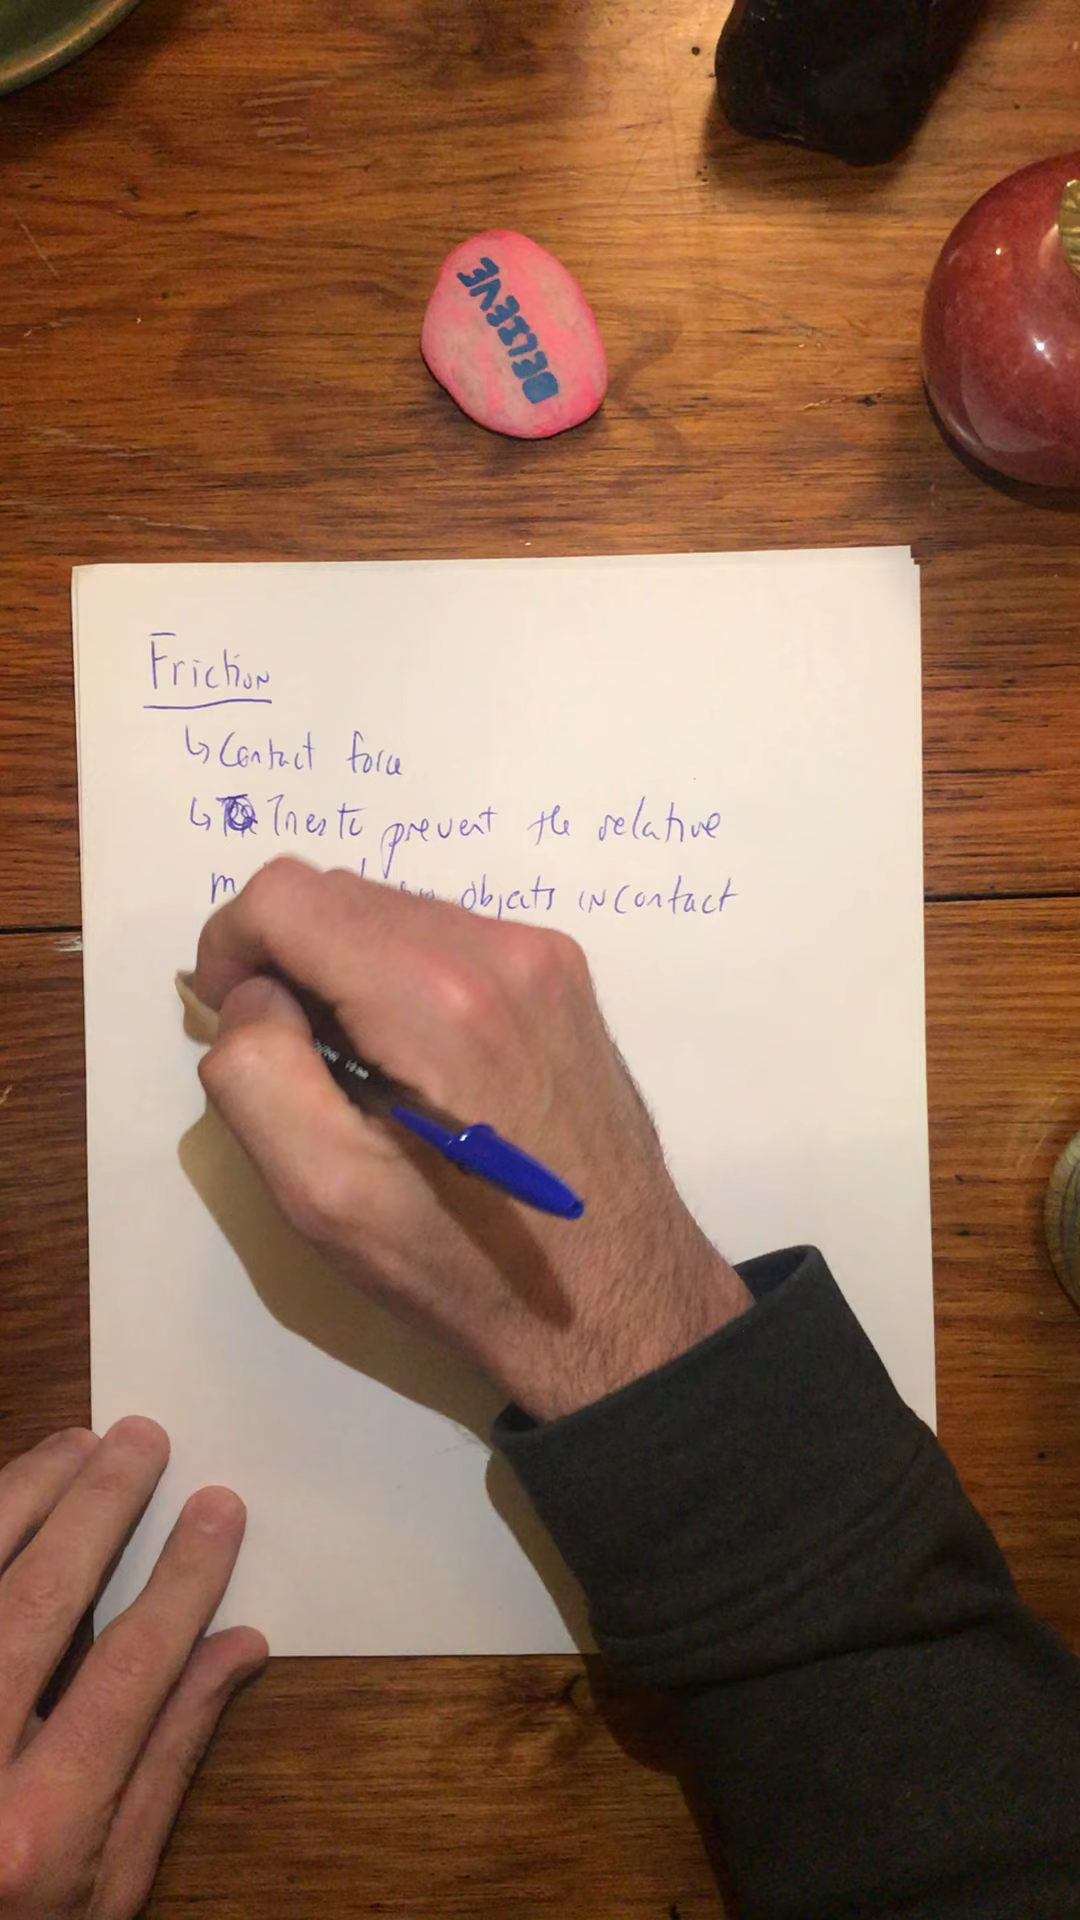 BELIEVE
Friction
↳ Contact force
↳ Tries to prevent the relative
objects in contact